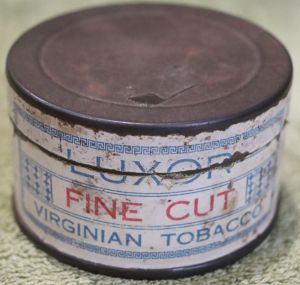 LUXOR
FINE CUT
VIRGINIAN TOBACCO